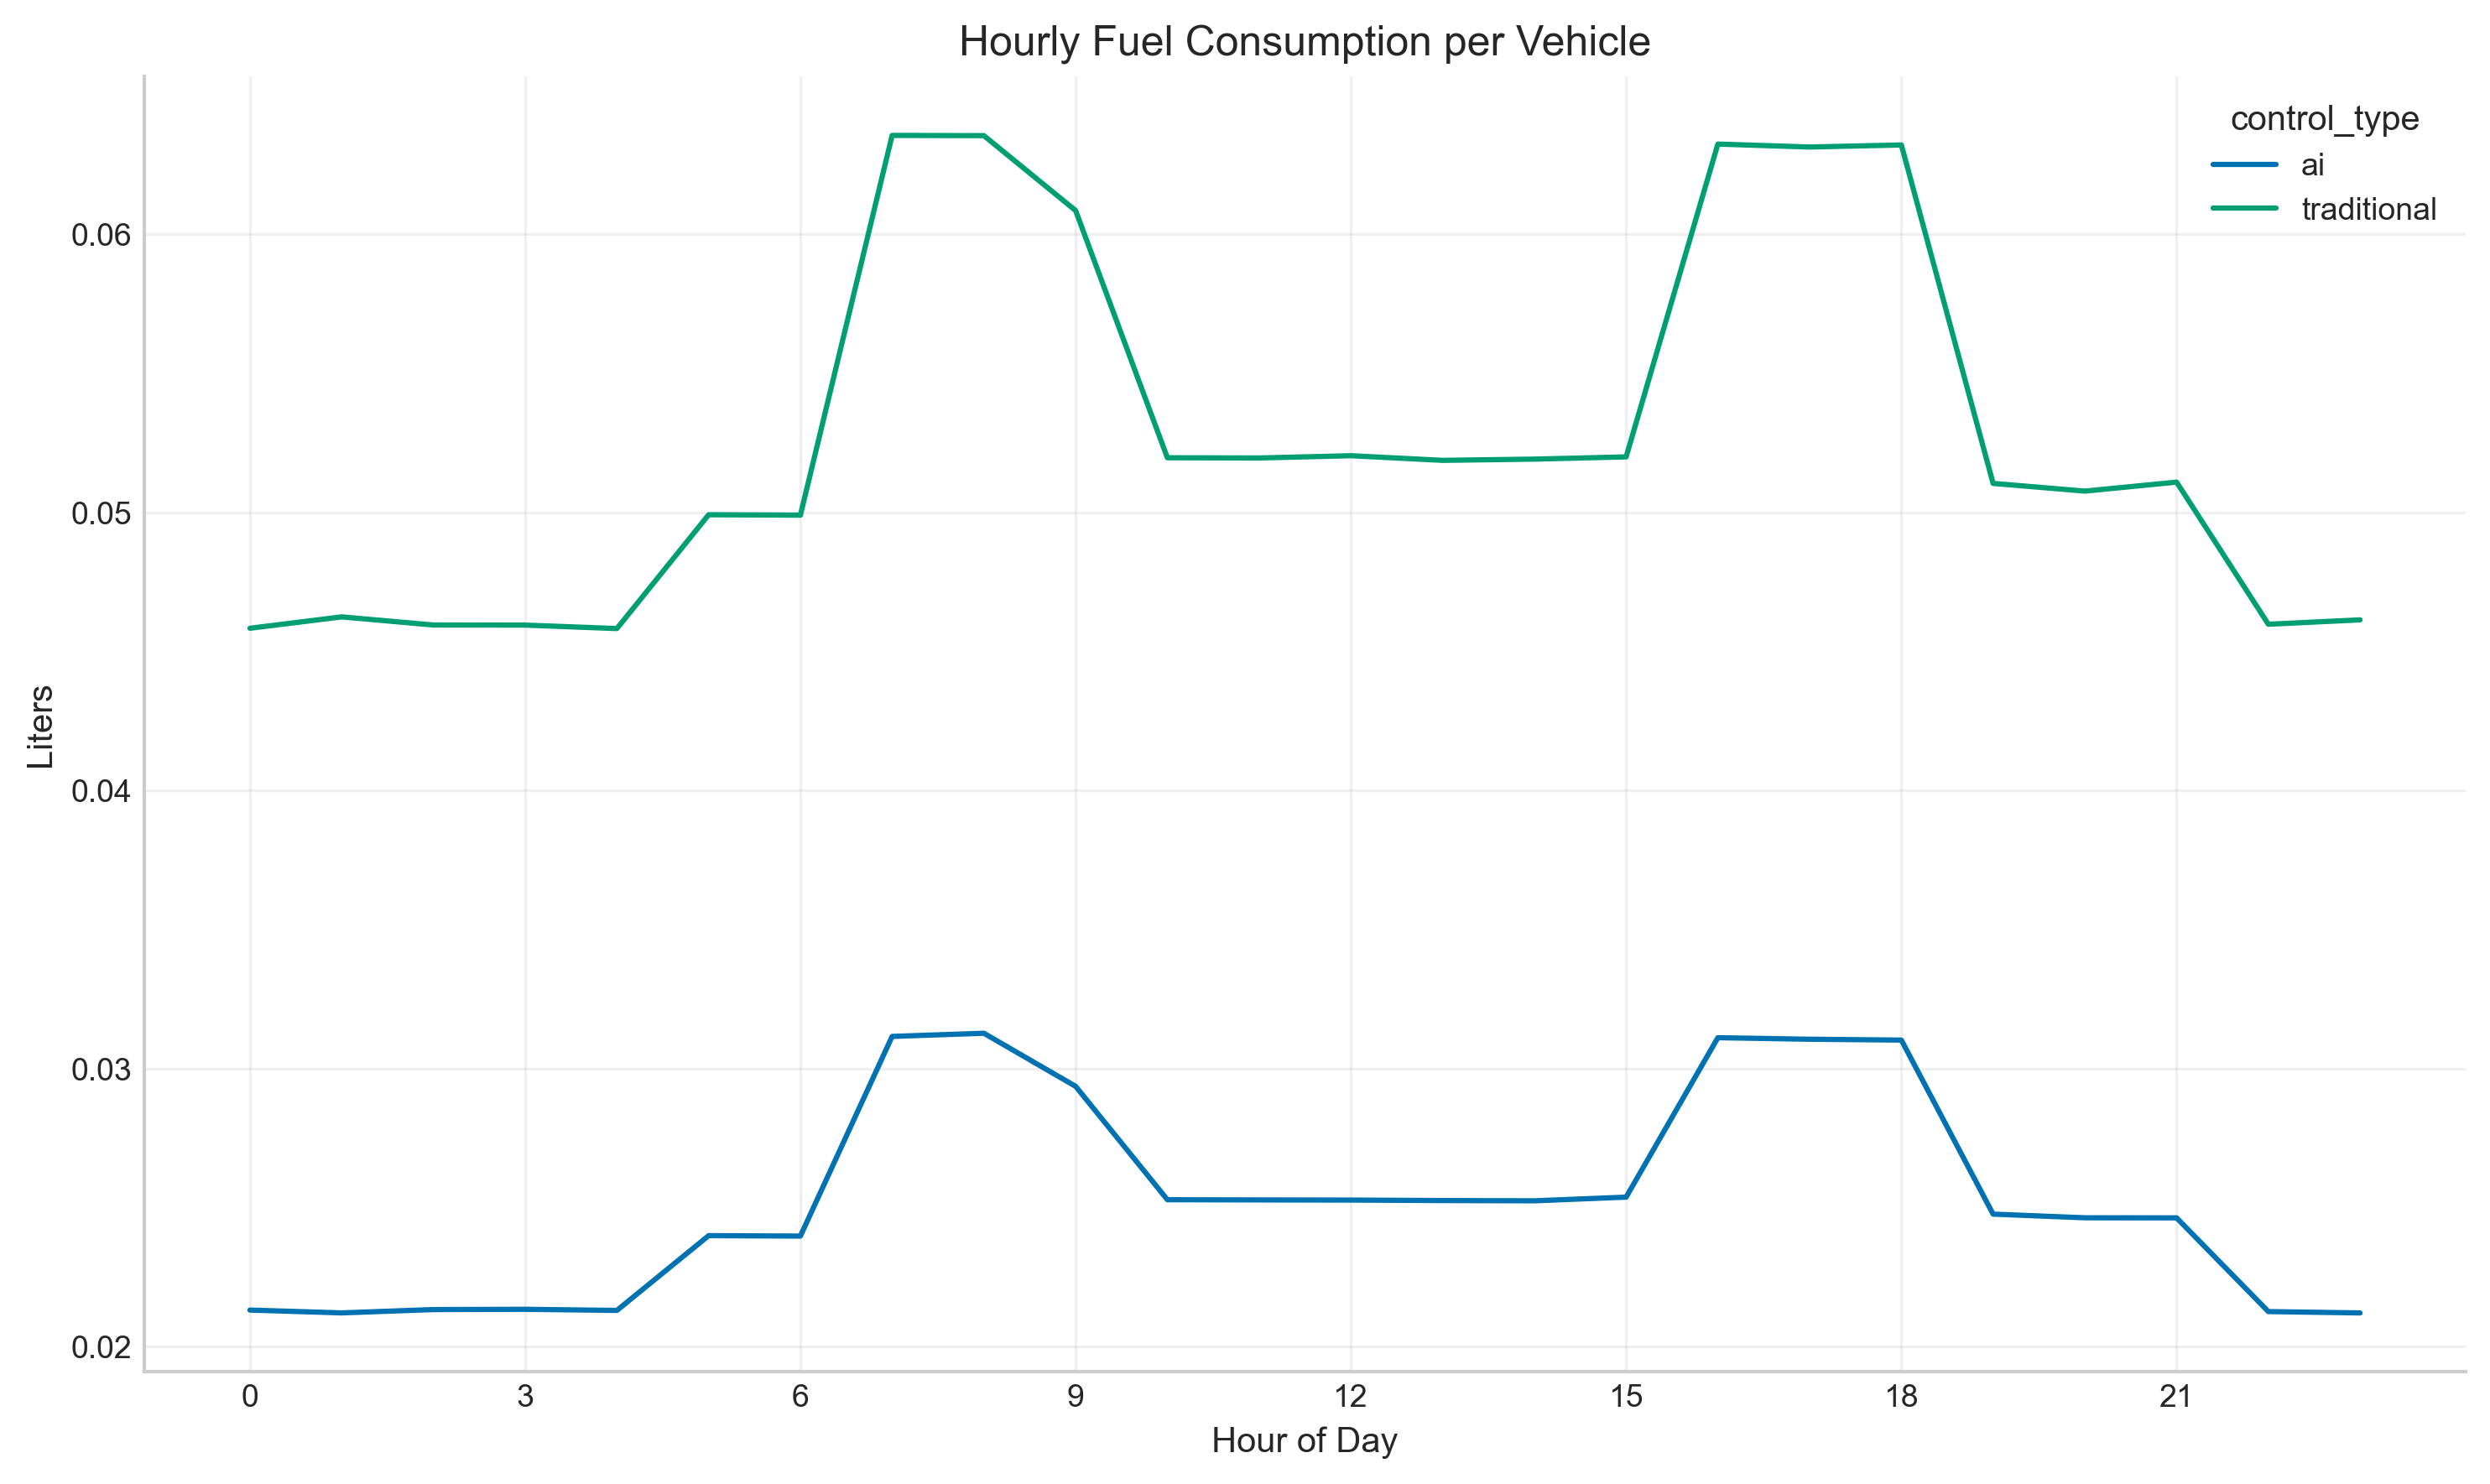 Hourly Fuel Consumption per Vehicle
control_type
ai
traditional
Liters
0.06
0.05
0.04
0.03
0.02
0 3 6 9 12 15 18 21
Hour of Day